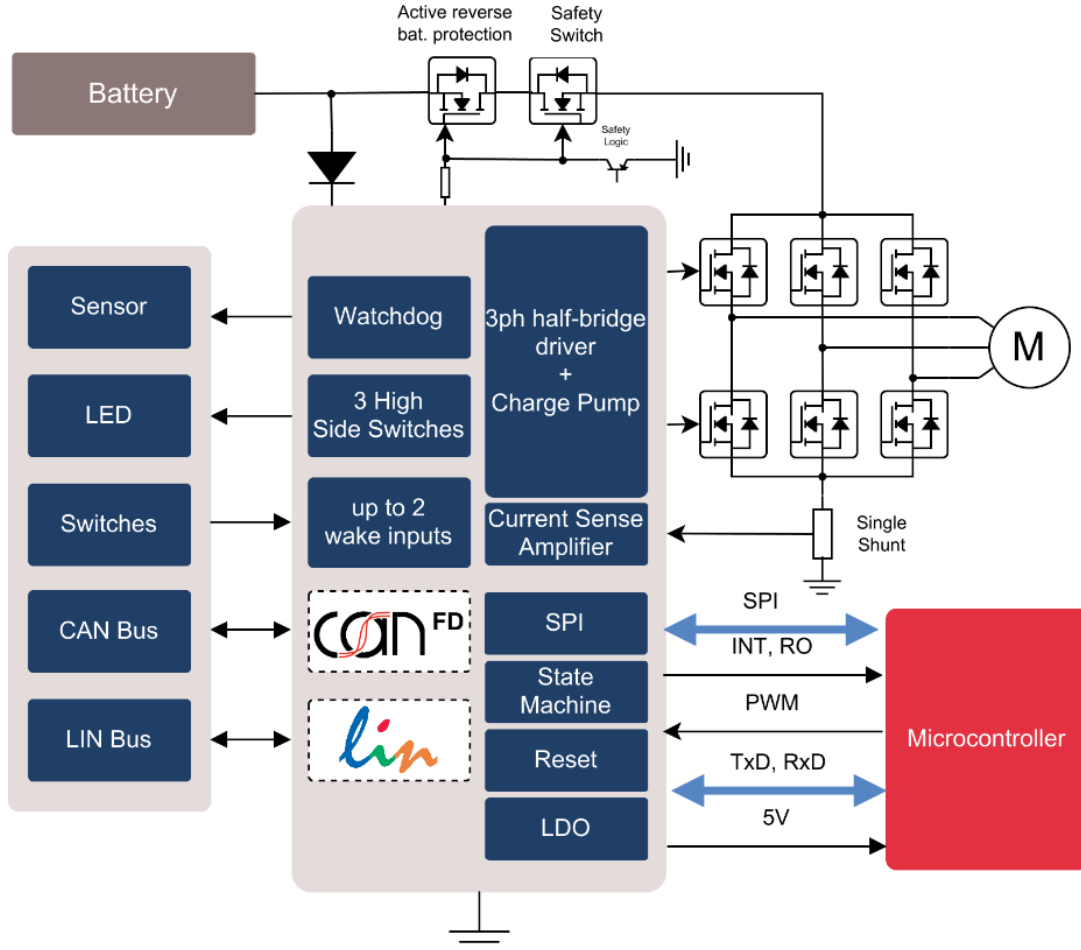 Active reverse
bat. protection
Safety
Switch
Battery
Safety
Logic
Sensor
LED
Switches
CAN Bus
LIN Bus
Watchdog
3 High
Side Switches
up to 2
wake inputs
CAN FD
lin
3ph half-bridge
driver
+
Charge Pump
Current Sense
Amplifier
SPI
State
Machine
Reset
LDO
M
Single
Shunt
SPI
INT, RO
PWM
TxD, RxD
5V
Microcontroller